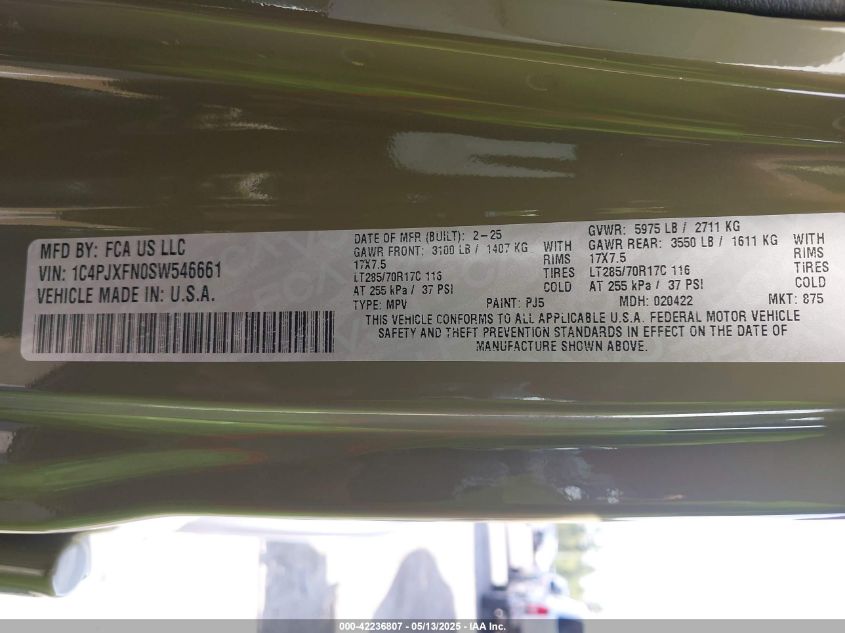 MFD BY: FCA US LLC
VIN: 1C4PJXFN0SW546661
VEHICLE MADE IN: U.S.A.
DATE OF MFR (BUILT): 2-25
GAWR FRONT: 3100 LB / 1407 KG WITH
17X7.5 RIMS
LT285/70R17C 116
AT 255 kPa / 37 PSI COLD
GVWR: 5975 LB / 2711 KG
GAWR REAR: 3550 LB / 1611 KG WITH
17X7.5 RIMS
LT285/70R17C 116
AT 255 kPa / 37 PSI COLD
TYPE: MPV PAINT: PJ5 MDH: 020422 MKT: 875
THIS VEHICLE CONFORMS TO ALL APPLICABLE U.S.A. FEDERAL MOTOR VEHICLE
SAFETY AND THEFT PREVENTION STANDARDS IN EFFECT ON THE DATE OF
MANUFACTURE SHOWN ABOVE.
000-42236807 - 05/13/2025 - IAA Inc.